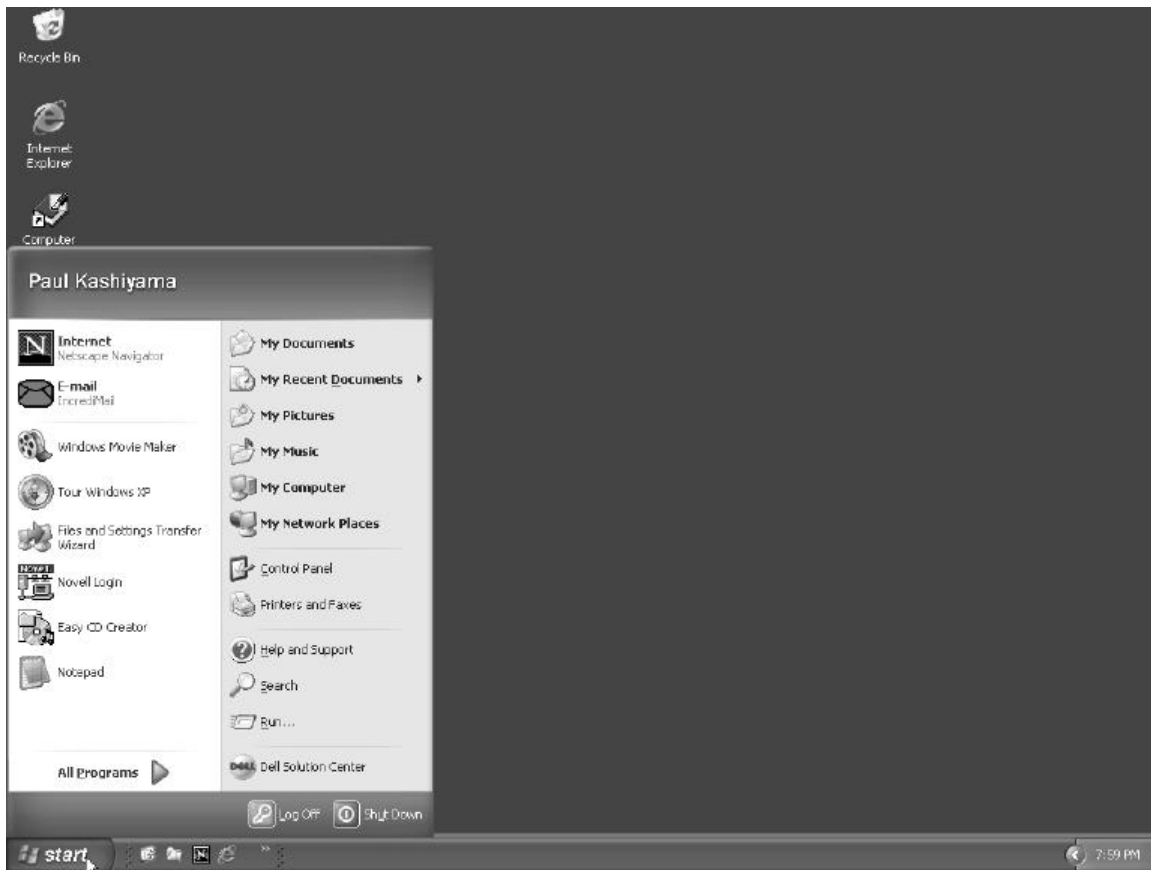 Recycle Bin
Internet
Explorer
Computer
Paul Kashiyama
Internet
Netscape Navigator
E-mail
IncrediMail
Windows Movie Maker
Tour Windows XP
Files and Settings Transfer
Wizard
Novell Login
Easy CD Creator
Notepad
All Programs
My Documents
My Recent Documents
My Pictures
My Music
My Computer
My Network Places
Control Panel
Printers and Faxes
Help and Support
Search
Run...
DELL Dell Solution Center
Log Off Shut Down
start
7:59 PM